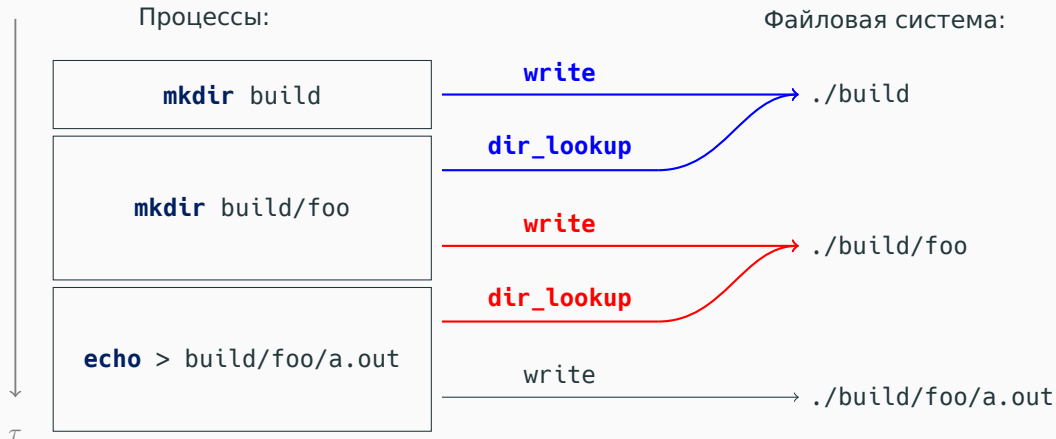 Процессы:
Файловая система:
mkdir build
write
./build
dir_lookup
mkdir build/foo
write
./build/foo
dir_lookup
echo > build/foo/a.out
write
./build/foo/a.out
τ